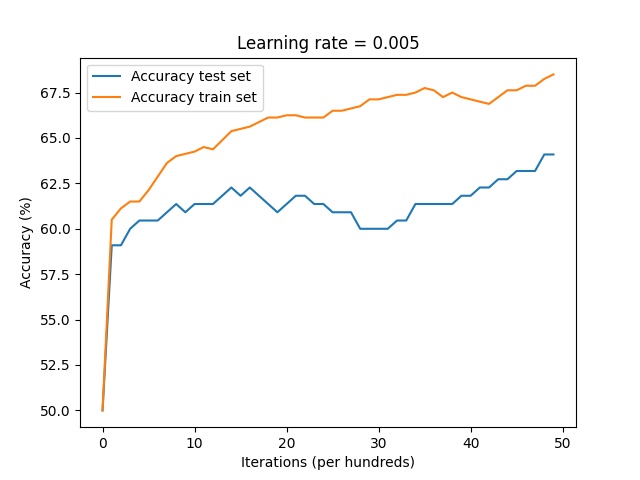 Learning rate = 0.005
Accuracy test set
Accuracy train set
67.5
65.0
62.5
60.0
57.5
55.0
52.5
50.0
Accuracy (%)
0 10 20 30 40 50
Iterations (per hundreds)